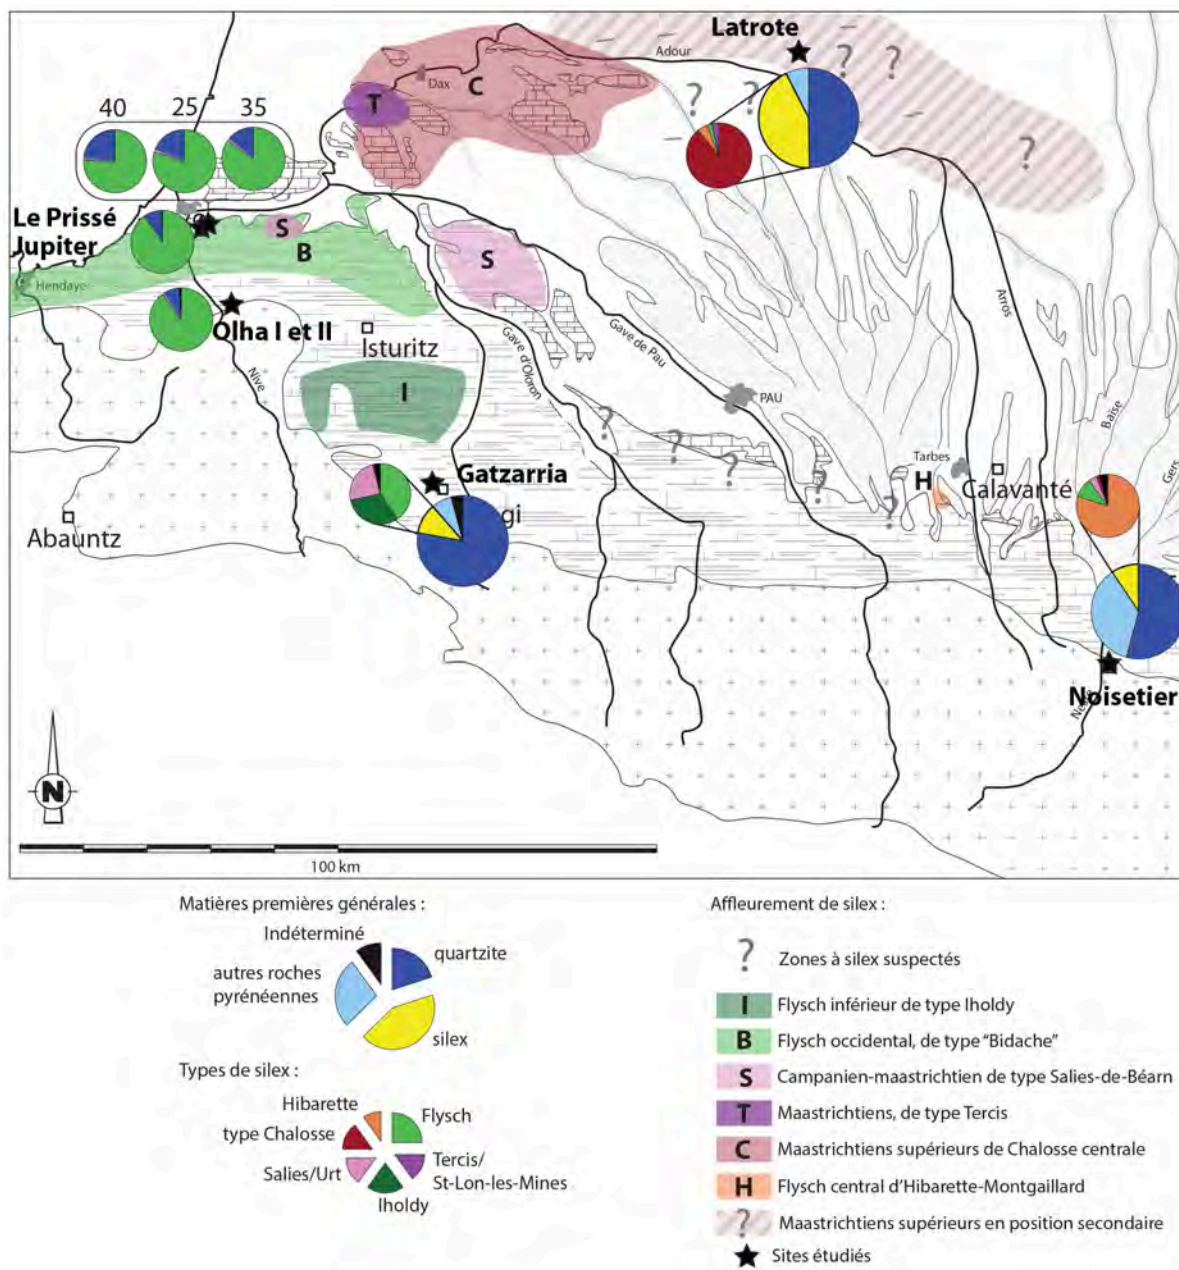 Latrote
Adour
?
?
?
?
?
Dax
C
T
40 25 35
Le Prissé
Jupiter
S
B
Hendaye
S
Olha I et II
Isturitz
Nive
I
Gave d'Oloron
Gave de Pau
Arros
Baïse
Gers
PAU
?
?
?
?
?
Tarbes
H
Calavanté
Gatzarria
gi
Abauntz
Noisetier
N
100 km
Matières premières générales :
Indéterminé
quartzite
autres roches
pyrénéennes
silex
Types de silex :
Hibarette
Flysch
type Chalosse
Salies/Urt
Tercis/
St-Lon-les-Mines
Iholdy
Affleurement de silex :
? Zones à silex suspectés
I Flysch inférieur de type Iholdy
B Flysch occidental, de type “Bidache”
S Campanien-maastrichtien de type Salies-de-Béarn
T Maastrichtiens, de type Tercis
C Maastrichtiens supérieurs de Chalosse centrale
H Flysch central d’Hibarette-Montgaillard
? Maastrichtiens supérieurs en position secondaire
Sites étudiés